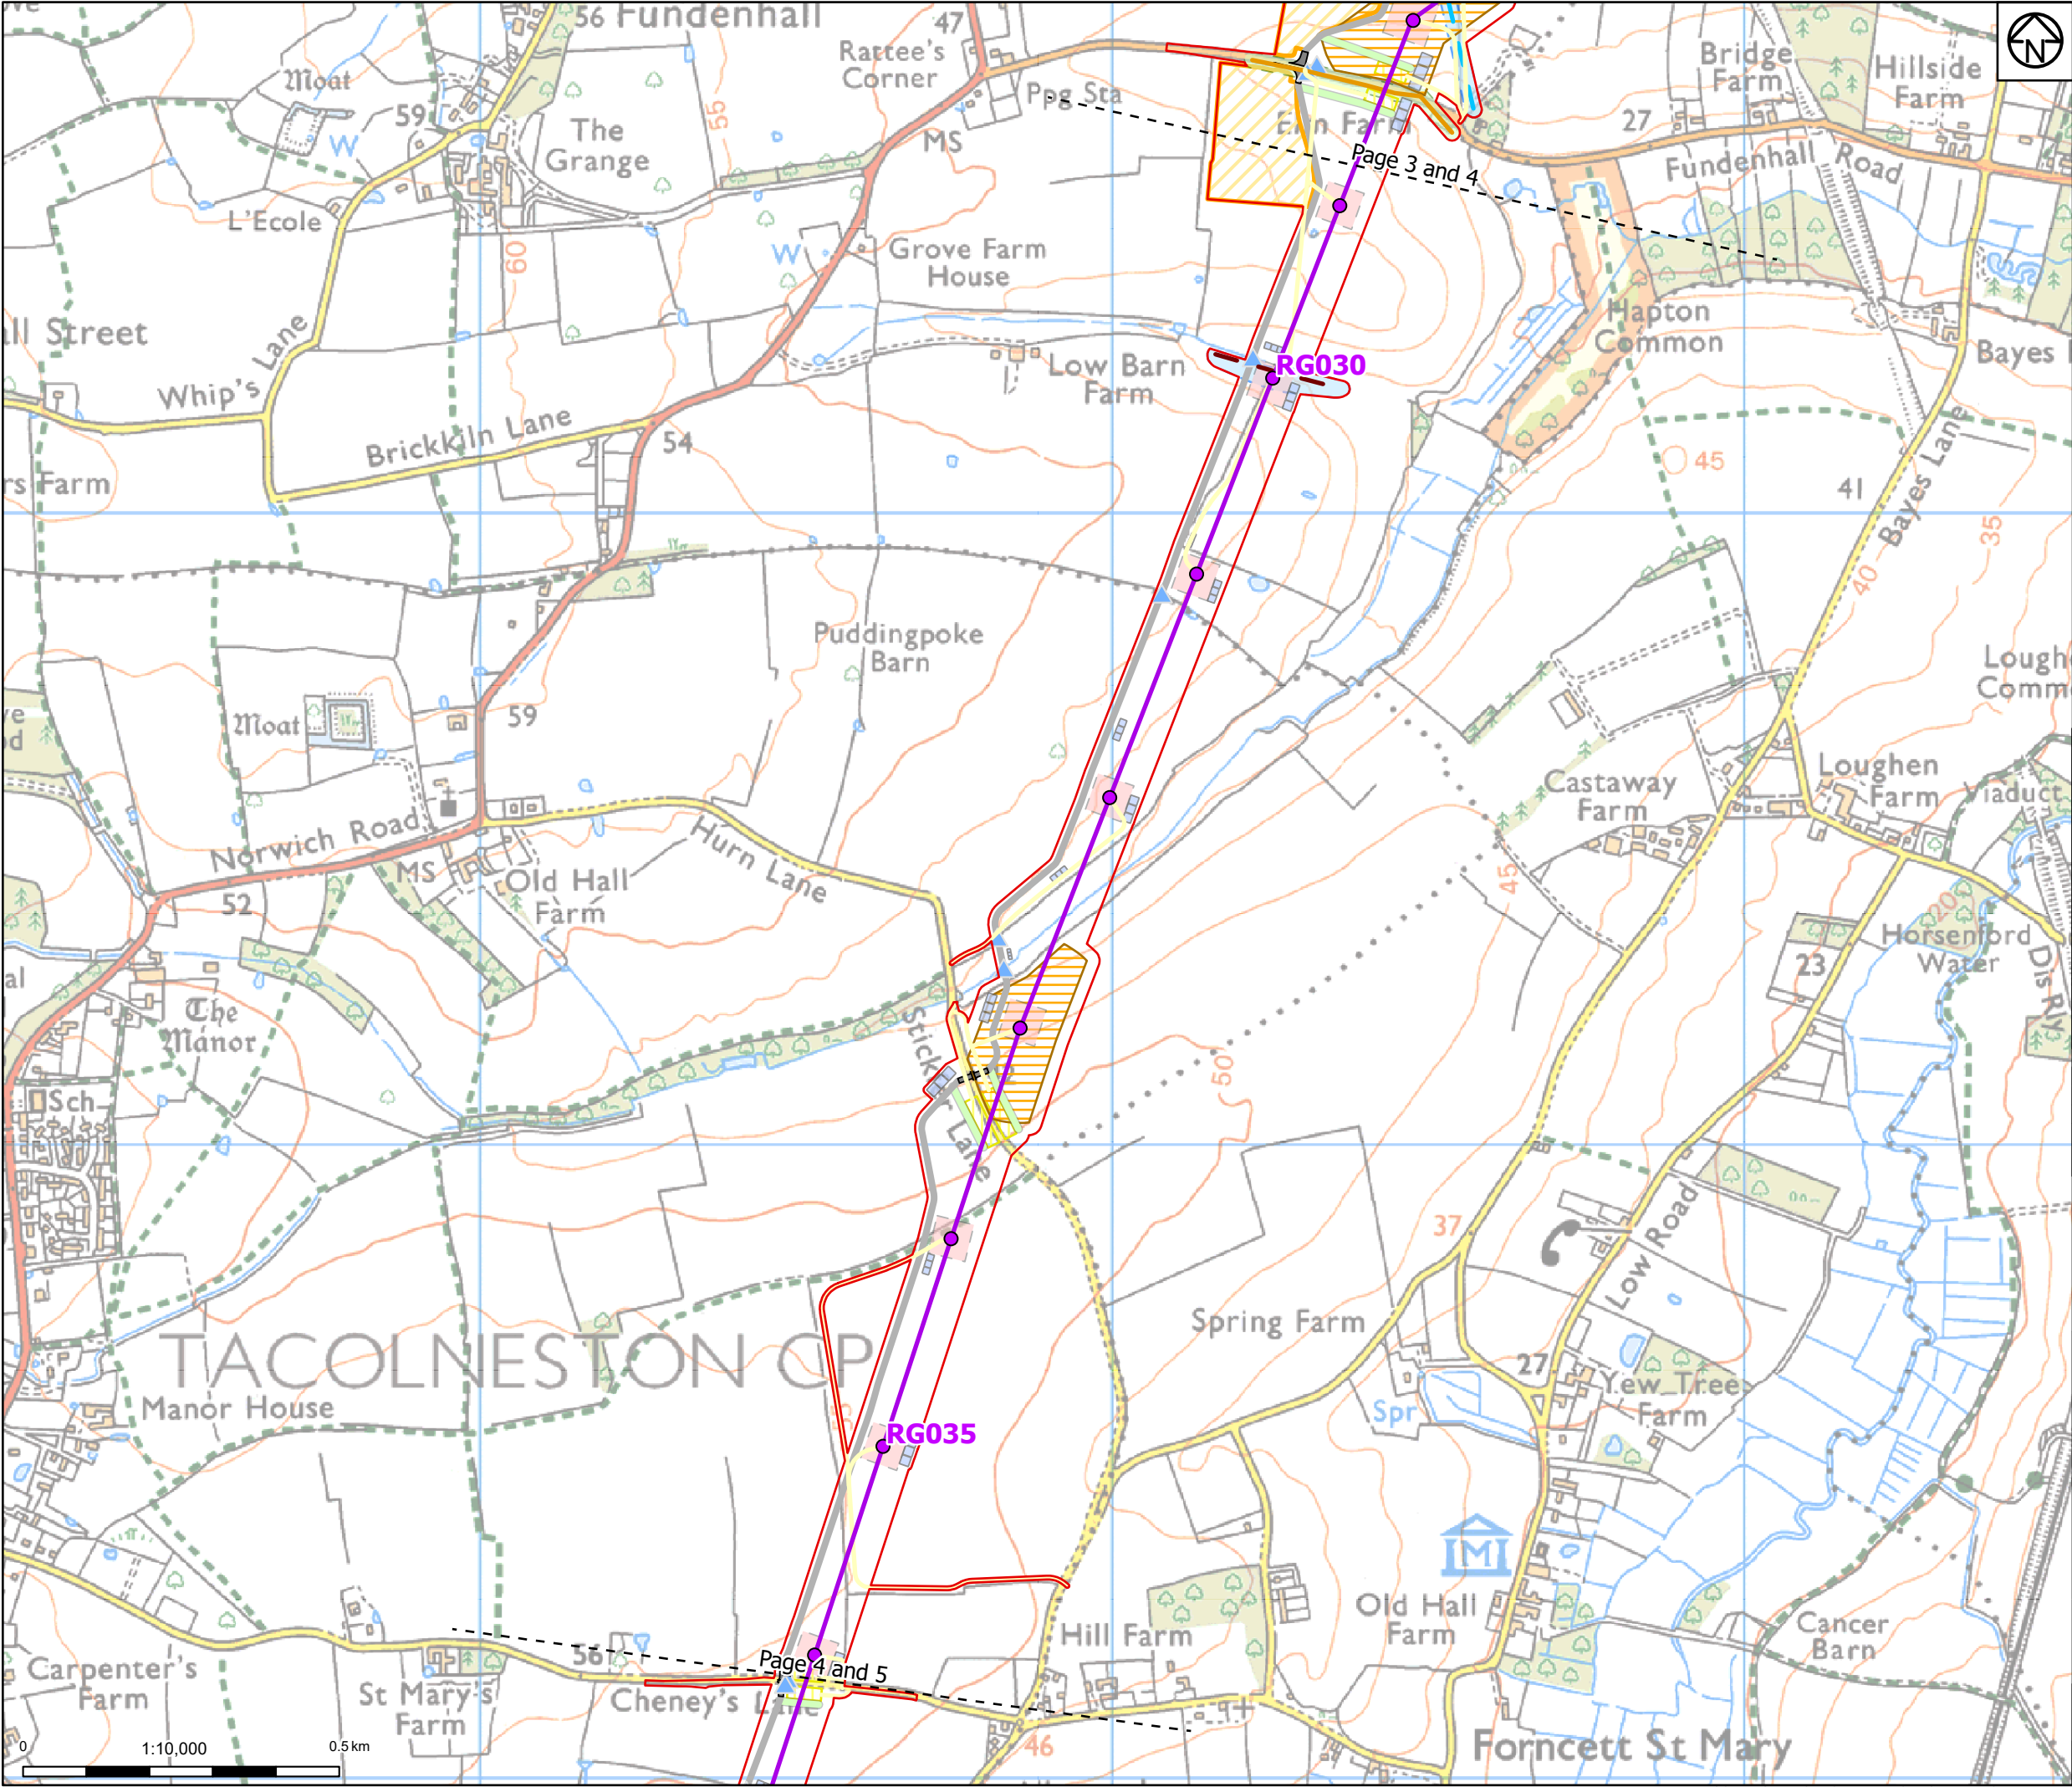 56 Fundenhall
47
N
Rattee's
Corner
Bridge
Farm
Hillside
Farm
Moat
59
W
The
Grange
55
MS
Ppg Sta
Farm
27
Page 3 and 4
Fundenhall Road
L'Ecole
60
W
Grove Farm
House
Hapton
Common
all Street
Whip's Lane
Low Barn
Farm
RG030
Bayes
Brickkiln Lane
54
rs Farm
45
41
Bayes Lane
35
40
Puddingpoke
Barn
Moat
59
Castaway
Farm
Loughen
Farm
Viaduct
Norwich Road
MS
52
Old Hall
Farm
Hurn Lane
45
20
Horsenford
Water
23
al
The
Manor
50
Sch
37
Low Road
Spring Farm
TACOLNESTON CP
Manor House
27
Yew Tree
Farm
Spr
RG035
M
Old Hall
Farm
Hill Farm
Cancer
Barn
56
Page 4 and 5
Carpenter's
Farm
St Mary's
Farm
Cheney's Lane
46
Forncett St Mary
0
1:10,000
0.5 km